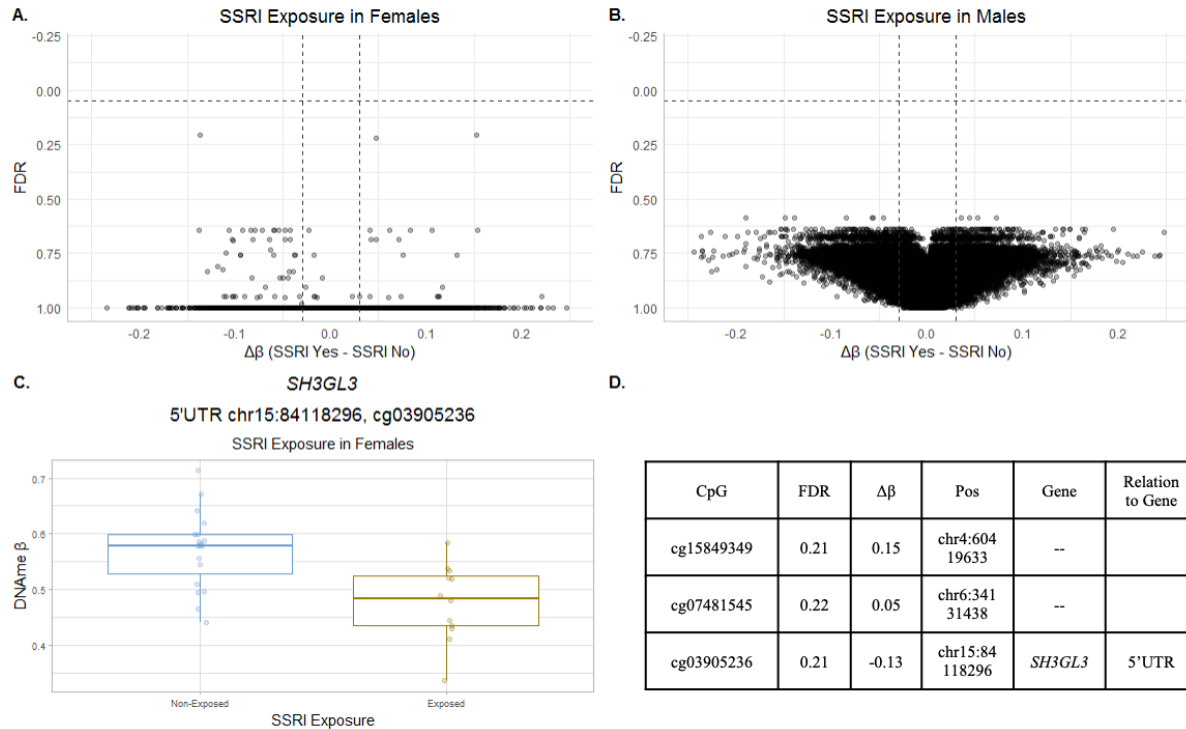 A.
SSRI Exposure in Females
-0.25
0.00
0.25
0.50
0.75
1.00
FDR
-0.2 -0.1 0.0 0.1 0.2
Δβ (SSRI Yes - SSRI No)
B.
SSRI Exposure in Males
-0.25
0.00
0.25
0.50
0.75
1.00
FDR
-0.2 -0.1 0.0 0.1 0.2
Δβ (SSRI Yes - SSRI No)
C.
SH3GL3
5'UTR chr15:84118296, cg03905236
SSRI Exposure in Females
0.7
0.6
0.5
0.4
DNAme β
Non-Exposed Exposed
SSRI Exposure
D.
CpG FDR Δβ Pos Gene Relation
to Gene
cg15849349 0.21 0.15 chr4:604
19633 --
cg07481545 0.22 0.05 chr6:341
31438 --
cg03905236 0.21 -0.13 chr15:84
118296 SH3GL3 5’UTR